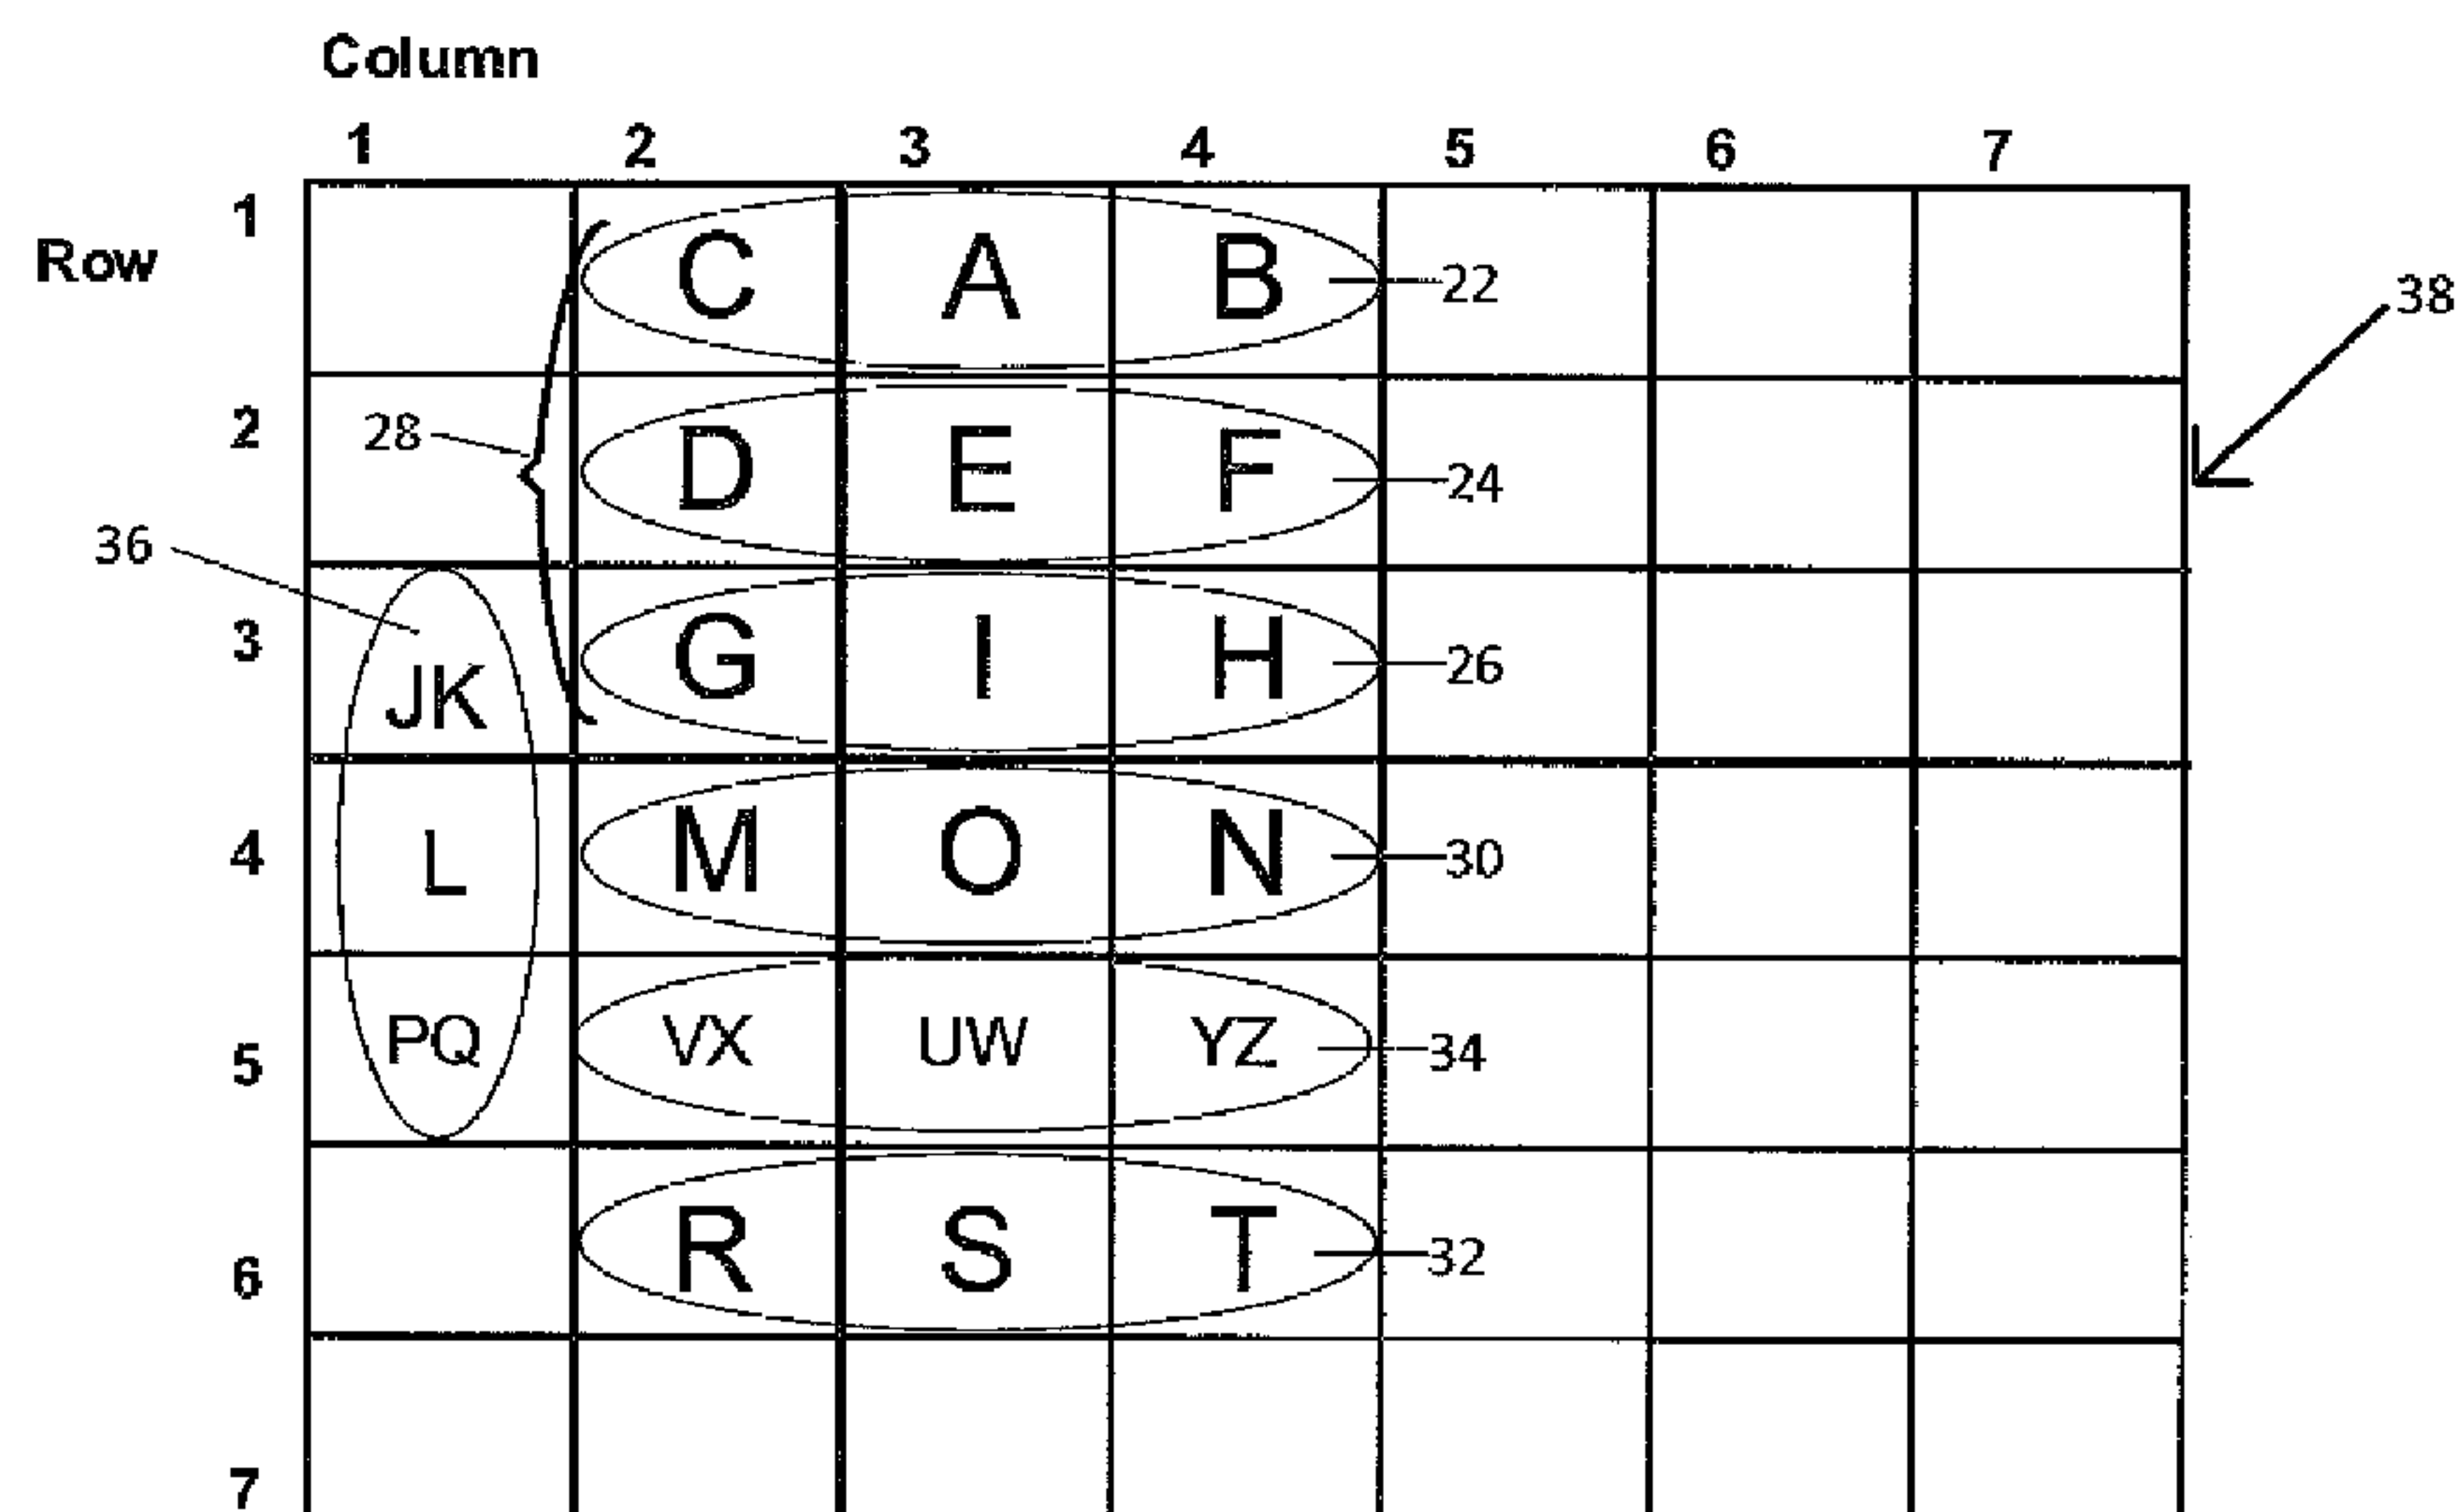 Column
1 2 3 4 5 6 7
1
Row
C A B 22
38
2
28
D E F 24
36
3
G I H 26
JK
4
L
M O N 30
5
PQ VX UW YZ 34
6
R S T 32
7